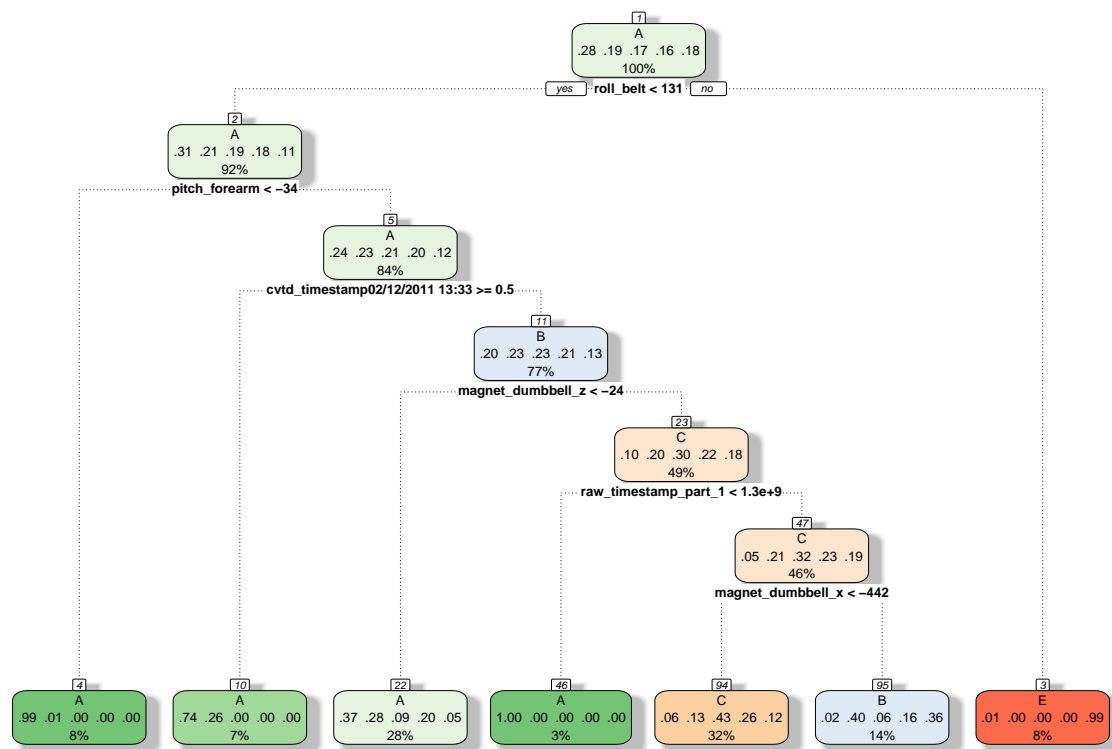 1
A
.28 .19 .17 .16 .18
100%
yes roll_belt < 131 no
2
A
.31 .21 .19 .18 .11
92%
pitch_forearm < −34
5
A
.24 .23 .21 .20 .12
84%
cvtd_timestamp02/12/2011 13:33 >= 0.5
11
B
.20 .23 .23 .21 .13
77%
magnet_dumbbell_z < −24
23
C
.10 .20 .30 .22 .18
49%
raw_timestamp_part_1 < 1.3e+9
47
C
.05 .21 .32 .23 .19
46%
magnet_dumbbell_x < −442
4
A
.99 .01 .00 .00 .00
8%
10
A
.74 .26 .00 .00 .00
7%
22
A
.37 .28 .09 .20 .05
28%
46
A
1.00 .00 .00 .00 .00
3%
94
C
.06 .13 .43 .26 .12
32%
95
B
.02 .40 .06 .16 .36
14%
3
E
.01 .00 .00 .00 .99
8%